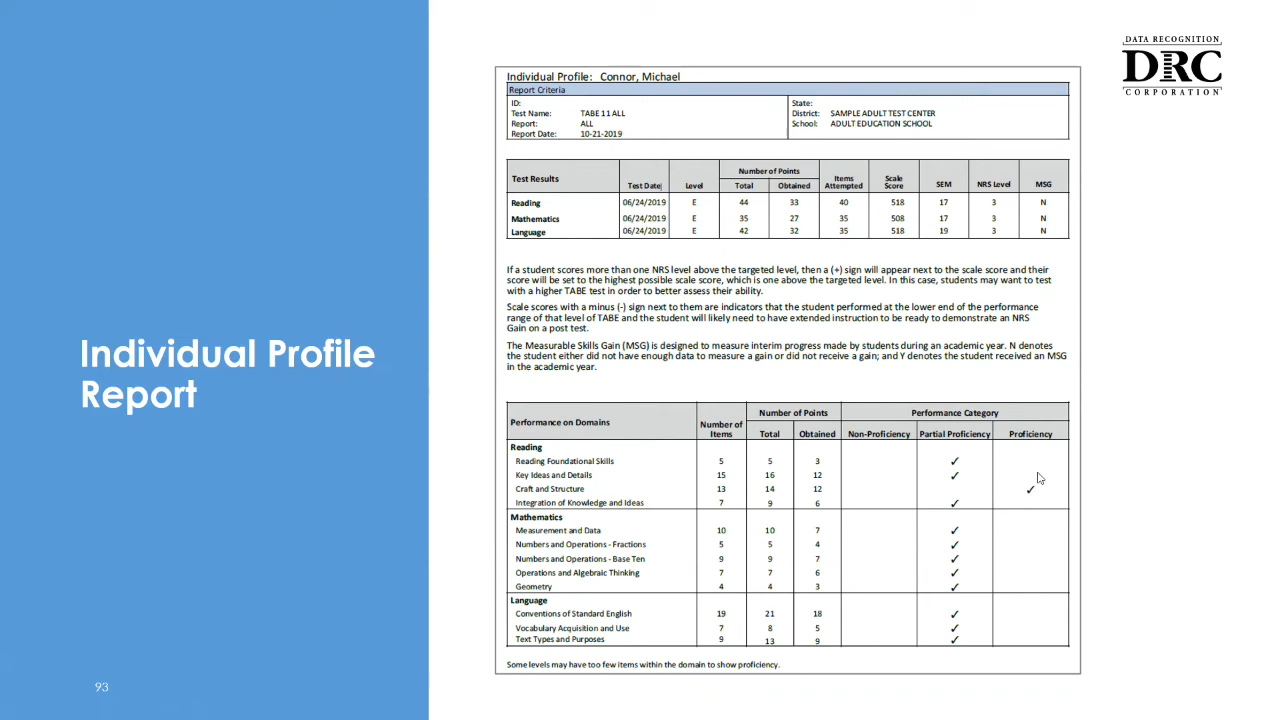 DATA RECOGNITION
DRC
CORPORATION
Individual Profile
Report
93
Individual Profile: Connor, Michael
Report Criteria
ID:
Test Name: TABE 11 ALL
Report: ALL
Report Date: 10-21-2019
State:
District: SAMPLE ADULT TEST CENTER
School: ADULT EDUCATION SCHOOL
Test Results Test Date Level Number of Points Items Attempted Scale Score SEM NRS Level MSG
Total Obtained
Reading 06/24/2019 E 44 33 40 518 17 3 N
Mathematics 06/24/2019 E 35 27 35 508 17 3 N
Language 06/24/2019 E 42 32 35 518 19 3 N
If a student scores more than one NRS level above the targeted level, then a (+) sign will appear next to the scale score and their
score will be set to the highest possible scale score, which is one above the targeted level. In this case, students may want to test
with a higher TABE test in order to better assess their ability.
Scale scores with a minus (-) sign next to them are indicators that the student performed at the lower end of the performance
range of that level of TABE and the student will likely need to have extended instruction to be ready to demonstrate an NRS
Gain on a post test.
The Measurable Skills Gain (MSG) is designed to measure interim progress made by students during an academic year. N denotes
the student either did not have enough data to measure a gain or did not receive a gain; and Y denotes the student received an MSG
in the academic year.
Performance on Domains Number of Items Number of Points Performance Category
Total Obtained Non-Proficiency Partial Proficiency Proficiency
Reading
Reading Foundational Skills 5 5 3 ✓
Key Ideas and Details 15 16 12 ✓
Craft and Structure 13 14 12 ✓
Integration of Knowledge and Ideas 7 9 6 ✓
Mathematics
Measurement and Data 10 10 7 ✓
Numbers and Operations - Fractions 5 5 4 ✓
Numbers and Operations - Base Ten 9 9 7 ✓
Operations and Algebraic Thinking 7 7 6 ✓
Geometry 4 4 3 ✓
Language
Conventions of Standard English 19 21 18 ✓
Vocabulary Acquisition and Use 7 8 5 ✓
Text Types and Purposes 9 13 9 ✓
Some levels may have too few items within the domain to show proficiency.